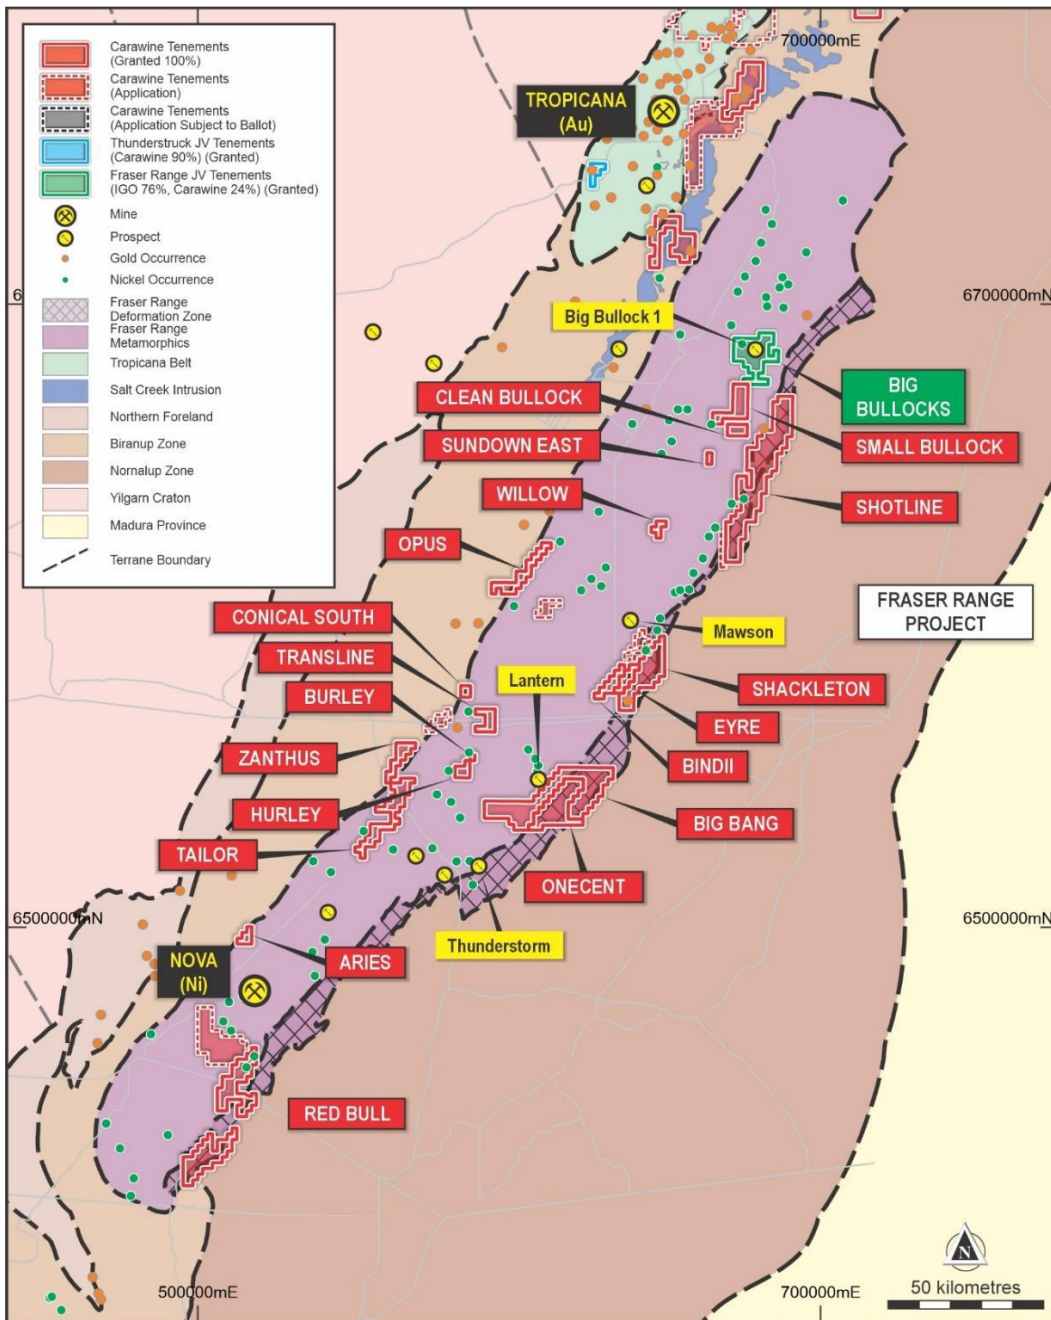 Carawine Tenements
(Granted 100%)
Carawine Tenements
(Application)
Carawine Tenements
(Application Subject to Ballot)
Thunderstruck JV Tenements
(Carawine 90%) (Granted)
Fraser Range JV Tenements
(IGO 76%, Carawine 24%) (Granted)
Mine
Prospect
Gold Occurrence
Nickel Occurrence
Fraser Range
Deformation Zone
Fraser Range
Metamorphics
Tropicana Belt
Salt Creek Intrusion
Northern Foreland
Biranup Zone
Nornalup Zone
Yilgarn Craton
Madura Province
Terrane Boundary
700000mE
TROPICANA
(Au)
6700000mN
Big Bullock 1
BIG
BULLOCKS
CLEAN BULLOCK
SMALL BULLOCK
SUNDOWN EAST
WILLOW
SHOTLINE
OPUS
FRASER RANGE
PROJECT
CONICAL SOUTH
Mawson
TRANSLINE
Lantern
SHACKLETON
BURLEY
EYRE
ZANTHUS
BINDII
HURLEY
BIG BANG
TAILOR
ONECENT
6500000mN
6500000mN
Thunderstorm
NOVA
(Ni)
ARIES
RED BULL
N
500000mE
700000mE
50 kilometres